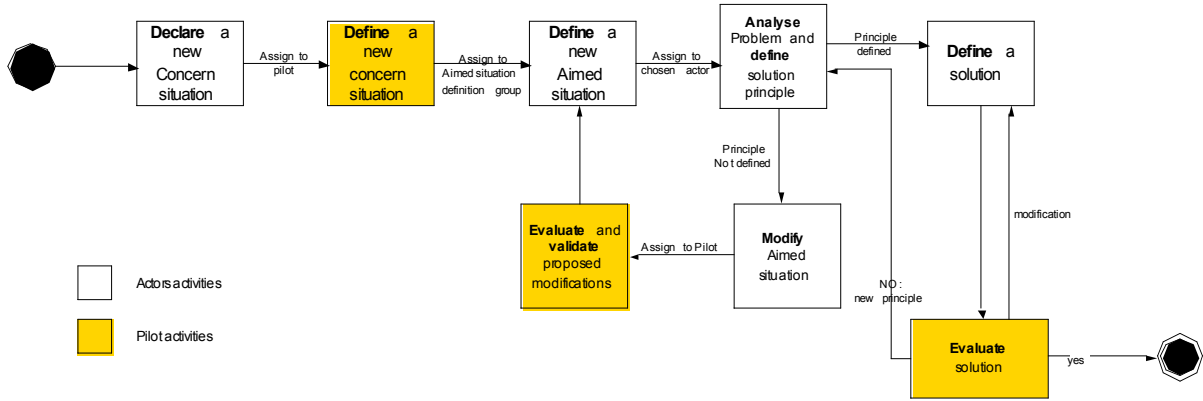 Declare a
new
Concern
situation
Assign to
pilot
Define a
new
concern
situation
Assign to
Aimed situation
definition group
Define a
new
Aimed
situation
Assign to
chosen actor
Analyse
Problem and
define
solution
principle
Principle
defined
Define a
solution
Principle
Not defined
modification
Evaluate and
validate
proposed
modifications
Assign to Pilot
Modify
Aimed
situation
NO :
new principle
Actors activities
Pilot activities
Evaluate
solution
yes